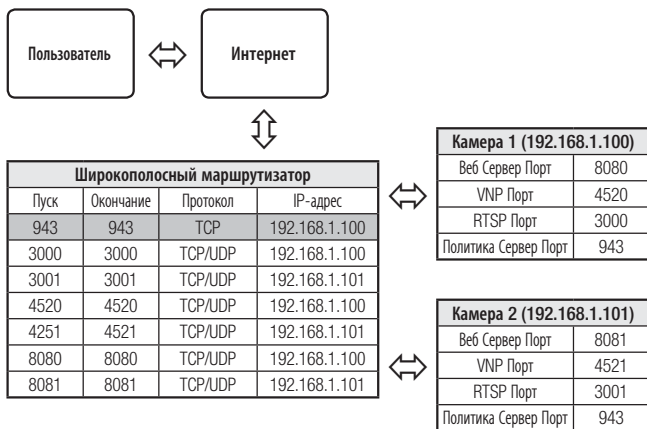 Пользователь
Интернет
Широкополосный маршрутизатор
Пуск Окончание Протокол IP-адрес
943 943 TCP 192.168.1.100
3000 3000 TCP/UDP 192.168.1.100
3001 3001 TCP/UDP 192.168.1.101
4520 4520 TCP/UDP 192.168.1.100
4251 4521 TCP/UDP 192.168.1.101
8080 8080 TCP/UDP 192.168.1.100
8081 8081 TCP/UDP 192.168.1.101
Камера 1 (192.168.1.100)
Веб Сервер Порт 8080
VNP Порт 4520
RTSP Порт 3000
Политика Сервер Порт 943
Камера 2 (192.168.1.101)
Веб Сервер Порт 8081
VNP Порт 4521
RTSP Порт 3001
Политика Сервер Порт 943